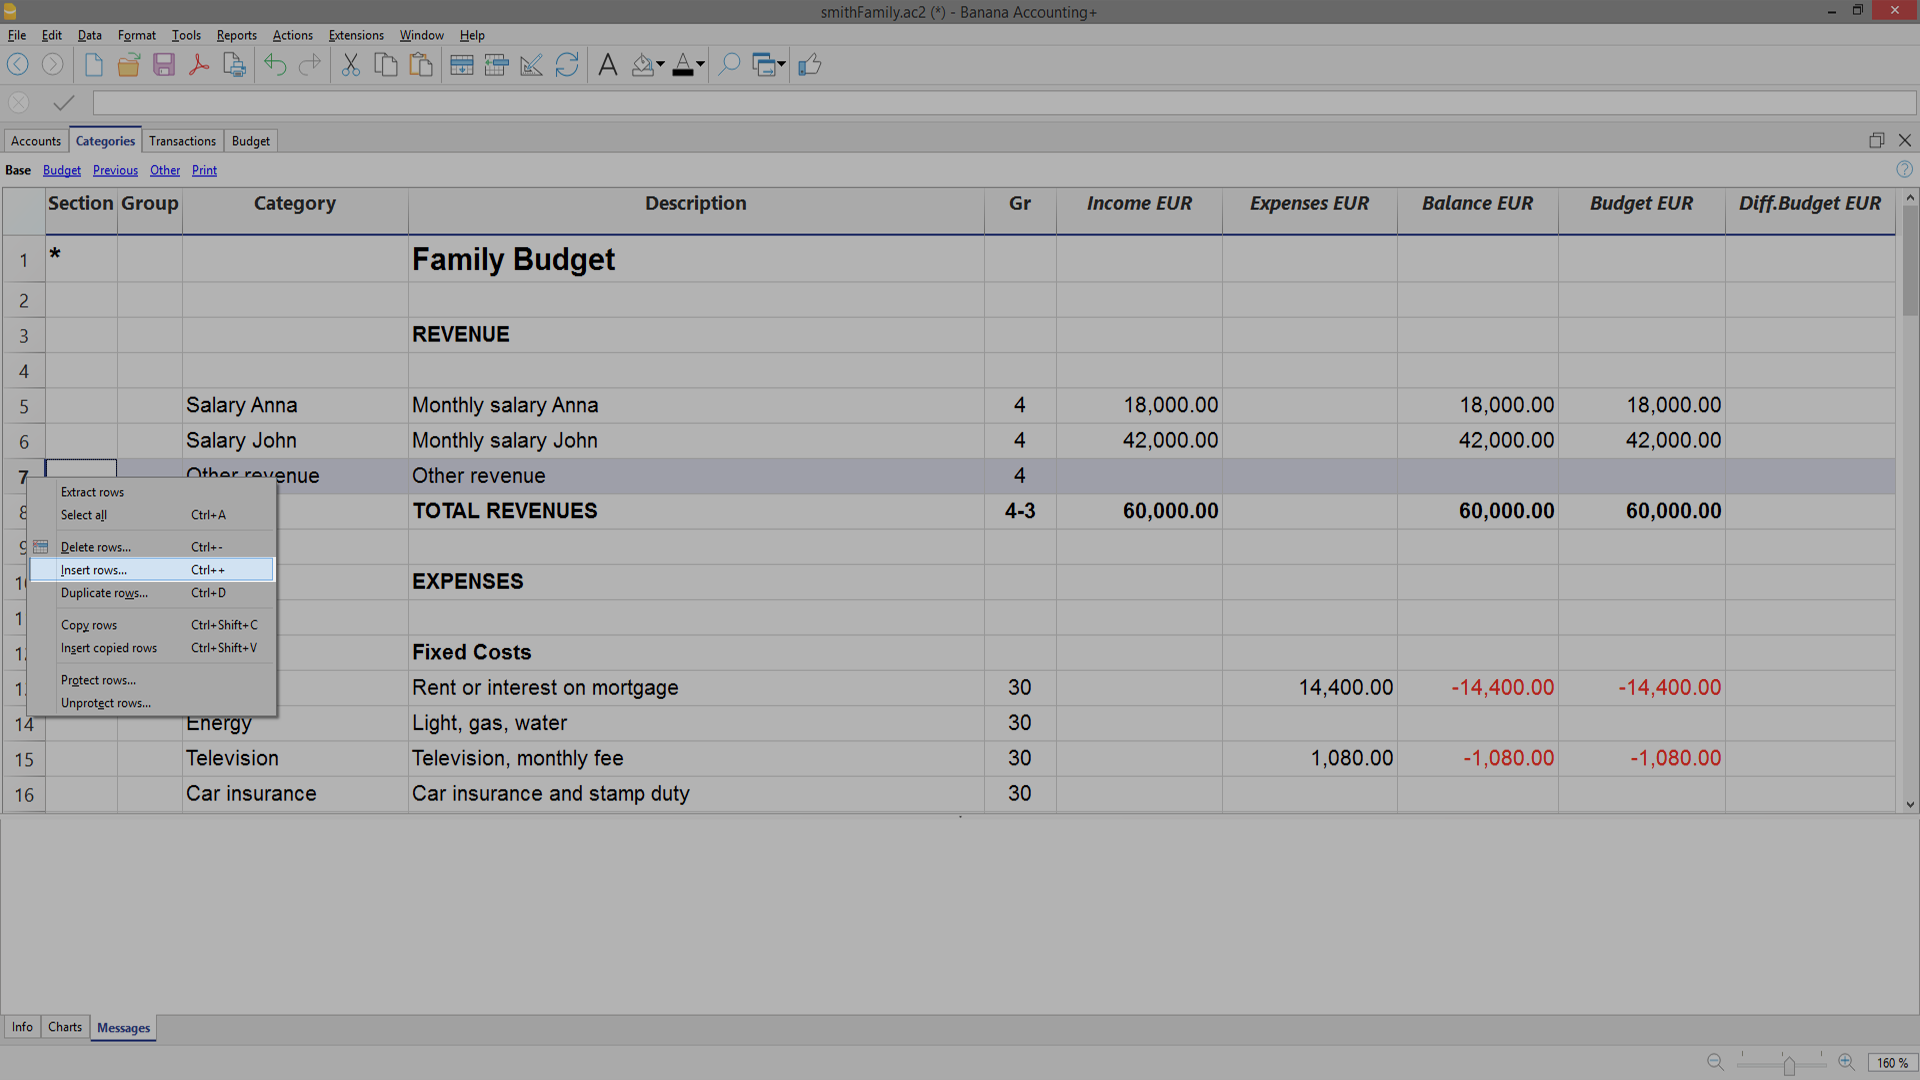 smithFamily.ac2 (*) - Banana Accounting+
File Edit Data Format Tools Reports Actions Extensions Window Help
Accounts Categories Transactions Budget
Base Budget Previous Other Print
Section Group Category Description Gr Income EUR Expenses EUR Balance EUR Budget EUR Diff.Budget EUR
1 * Family Budget
2
3 REVENUE
4
5 Salary Anna Monthly salary Anna 4 18,000.00 18,000.00 18,000.00
6 Salary John Monthly salary John 4 42,000.00 42,000.00 42,000.00
7 Other revenue Other revenue 4
8 TOTAL REVENUES 4-3 60,000.00 60,000.00 60,000.00
9
EXPENSES
Fixed Costs
Rent or interest on mortgage 30 14,400.00 -14,400.00 -14,400.00
14 Energy Light, gas, water 30
15 Television Television, monthly fee 30 1,080.00 -1,080.00 -1,080.00
16 Car insurance Car insurance and stamp duty 30
Extract rows
Select all Ctrl+A
Delete rows... Ctrl+-
Insert rows... Ctrl++
Duplicate rows... Ctrl+D
Copy rows Ctrl+Shift+C
Insert copied rows Ctrl+Shift+V
Protect rows...
Unprotect rows...
Info Charts Messages
160 %